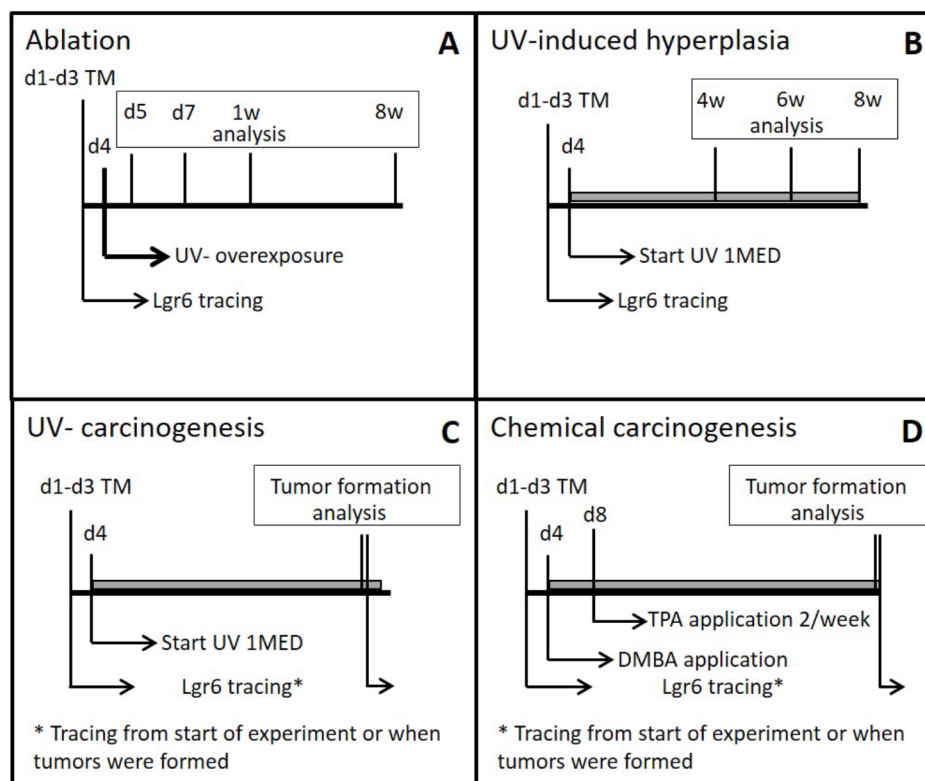 Ablation A
d1-d3 TM
d5 d7 1w 8w
analysis
d4
UV- overexposure
Lgr6 tracing
UV-induced hyperplasia B
d1-d3 TM
4w 6w 8w
analysis
d4
Start UV 1MED
Lgr6 tracing
UV- carcinogenesis C
d1-d3 TM
Tumor formation
analysis
d4
Start UV 1MED
Lgr6 tracing*
* Tracing from start of experiment or when
tumors were formed
Chemical carcinogenesis D
d1-d3 TM
Tumor formation
analysis
d8
d4
TPA application 2/week
DMBA application
Lgr6 tracing*
* Tracing from start of experiment or when
tumors were formed